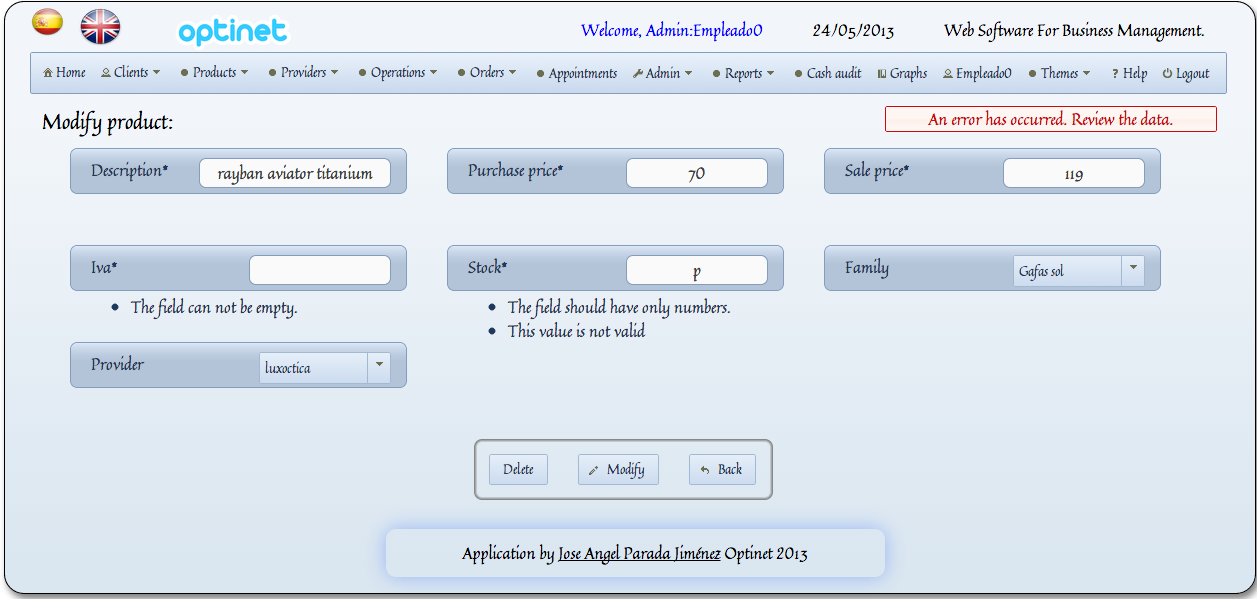 optinet Welcome, Admin:Empleado0 24/05/2013 Web Software For Business Management.
Home Clients Products Providers Operations Orders Appointments Admin Reports Cash audit Graphs Empleado0 Themes ? Help Logout
Modify product: An error has occurred. Review the data.
Description* rayban aviator titanium Purchase price* 70 Sale price* 119
Iva* Stock* p Family Gafas sol
The field can not be empty.
The field should have only numbers.
This value is not valid
Provider luxoctica
Delete Modify Back
Application by Jose Angel Parada Jiménez Optinet 2013